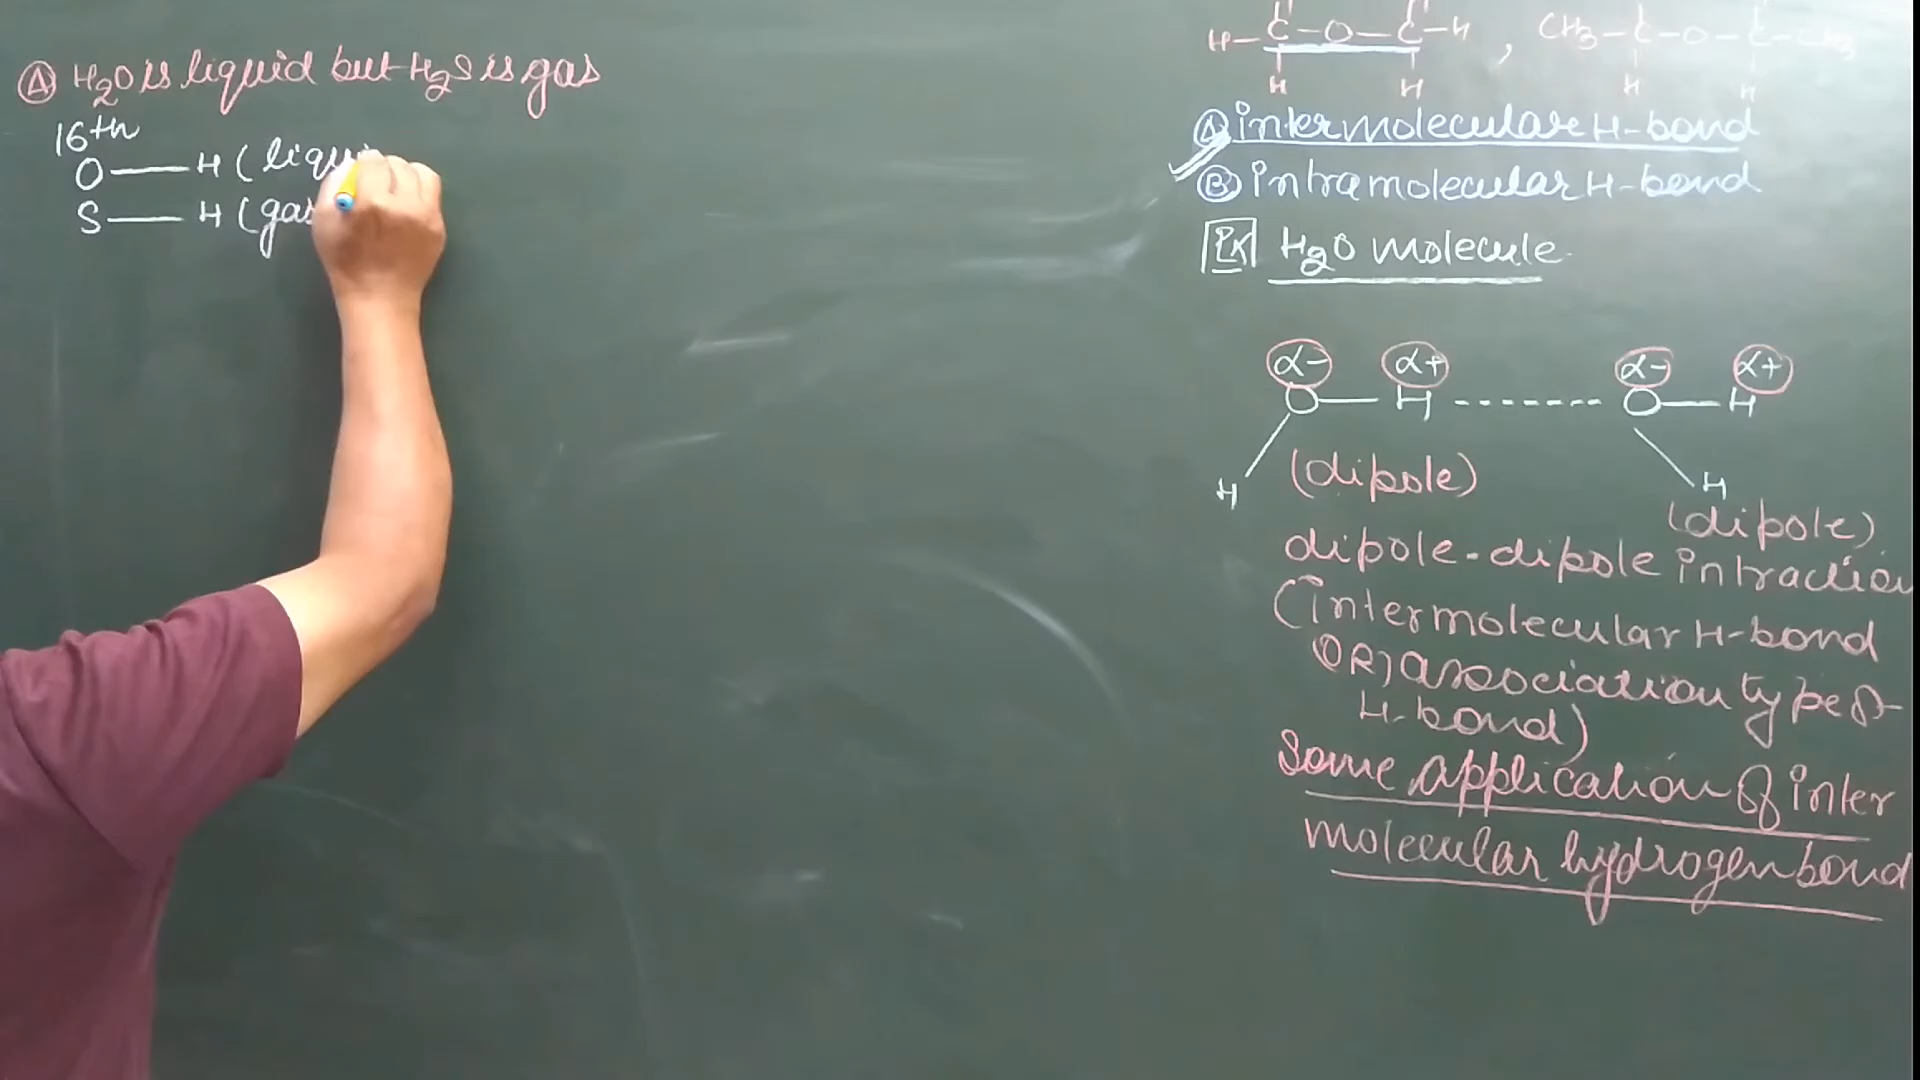 Ⓐ H₂O is liquid but H₂S is gas
16th
O — H (liqui
S — H (gas
H—C—O—C—H , CH3—C—O—C—CH3
H H H H
Ⓐ intermolecular H-bond
Ⓑ intramolecular H-bond
Ex H₂O molecule
α- α+ α- α+
O — H ------- O — H
H (dipole) H
(dipole)
dipole-dipole intraction
(intermolecular H-bond
OR) association type of
H-bond)
Some application of inter
molecular hydrogen bond